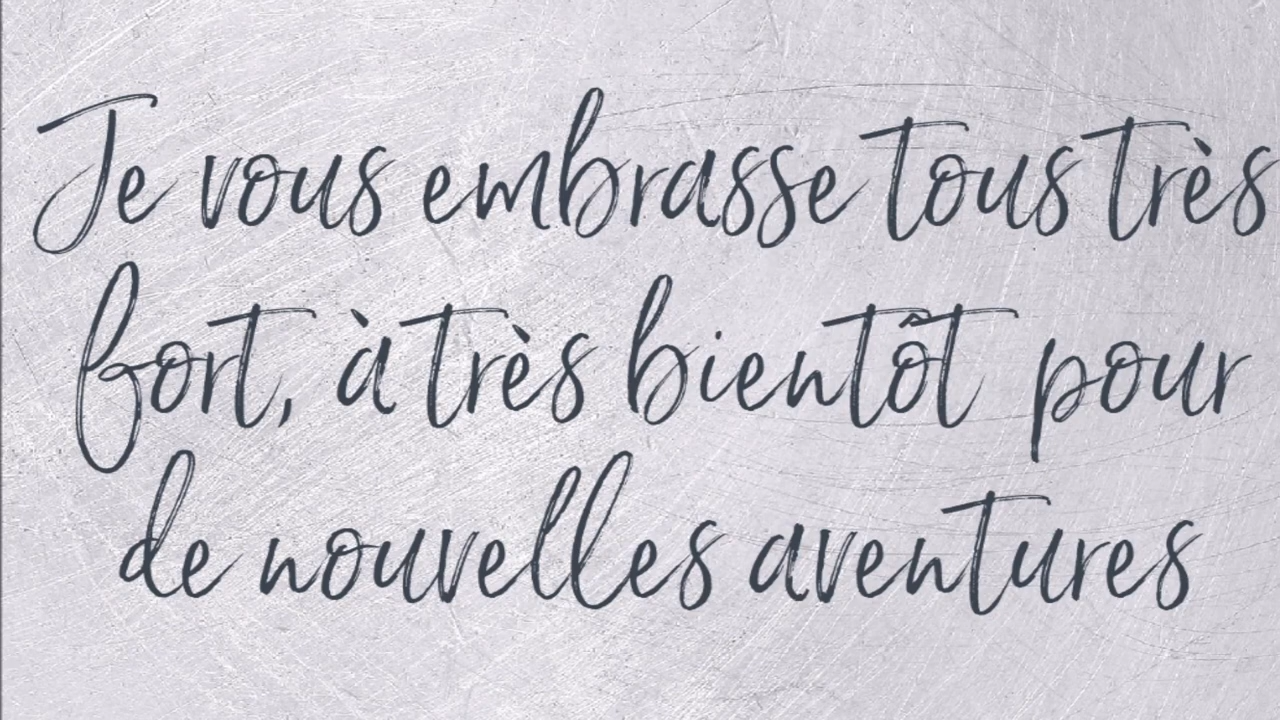 Je vous embrasse tous très
fort, à très bientôt pour
de nouvelles aventures